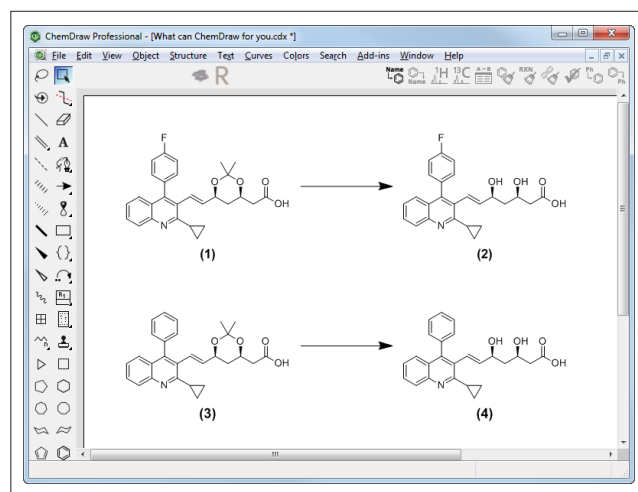 ChemDraw Professional - [What can ChemDraw for you.cdx *]
File Edit View Object Structure Text Curves Colors Search Add-ins Window Help
R Name Name 1H 13C A-B RXN Ph Ph
A
R1
n
F
O O
O
OH
N
(1)
F
OH OH O
OH
N
(2)
O O
O
OH
N
(3)
OH OH O
OH
N
(4)